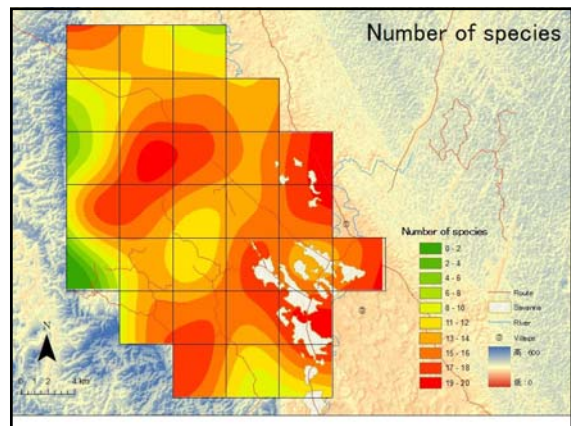 Number of species
Number of species
0 - 2
2 - 4
4 - 6
6 - 8
8 - 10
11 - 12
13 - 14
15 - 16
17 - 18
19 - 20
Route
Savanna
River
Village
高 : 600
低 : 0
N
0 1 2 4 km